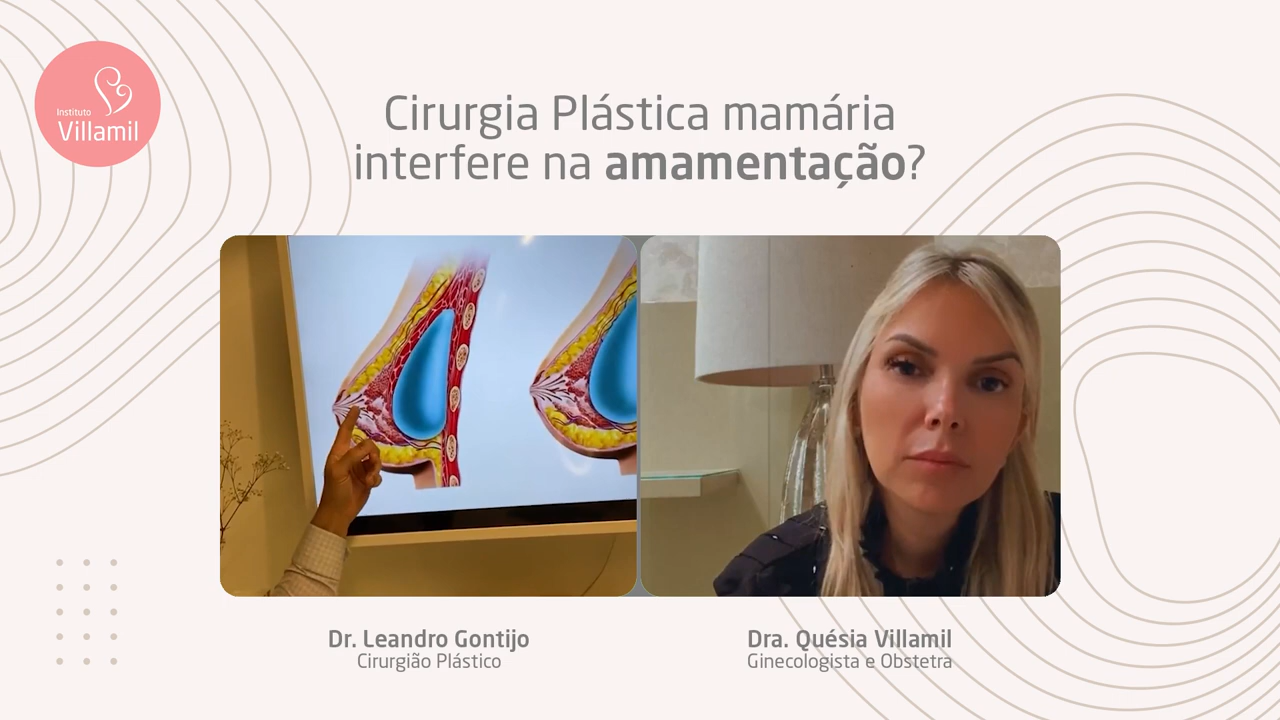 Instituto
Villamil
Cirurgia Plástica mamária
interfere na amamentação?
Dr. Leandro Gontijo
Cirurgião Plástico
Dra. Quésia Villamil
Ginecologista e Obstetra